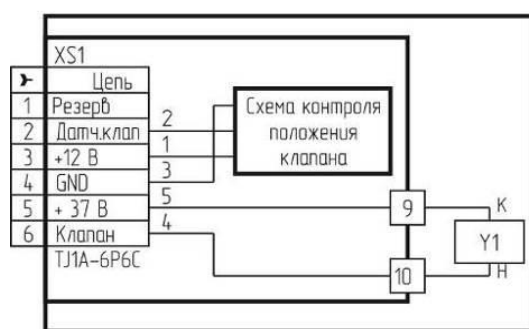 XS1
Цепь
1 Резерв
2 Датч.клап 2
3 +12 В 1
4 GND 3
5 + 37 В 5
6 Клапан 4
TJ1A-6P6C
Схема контроля
положения
клапана
9 К
Y1
10 Н